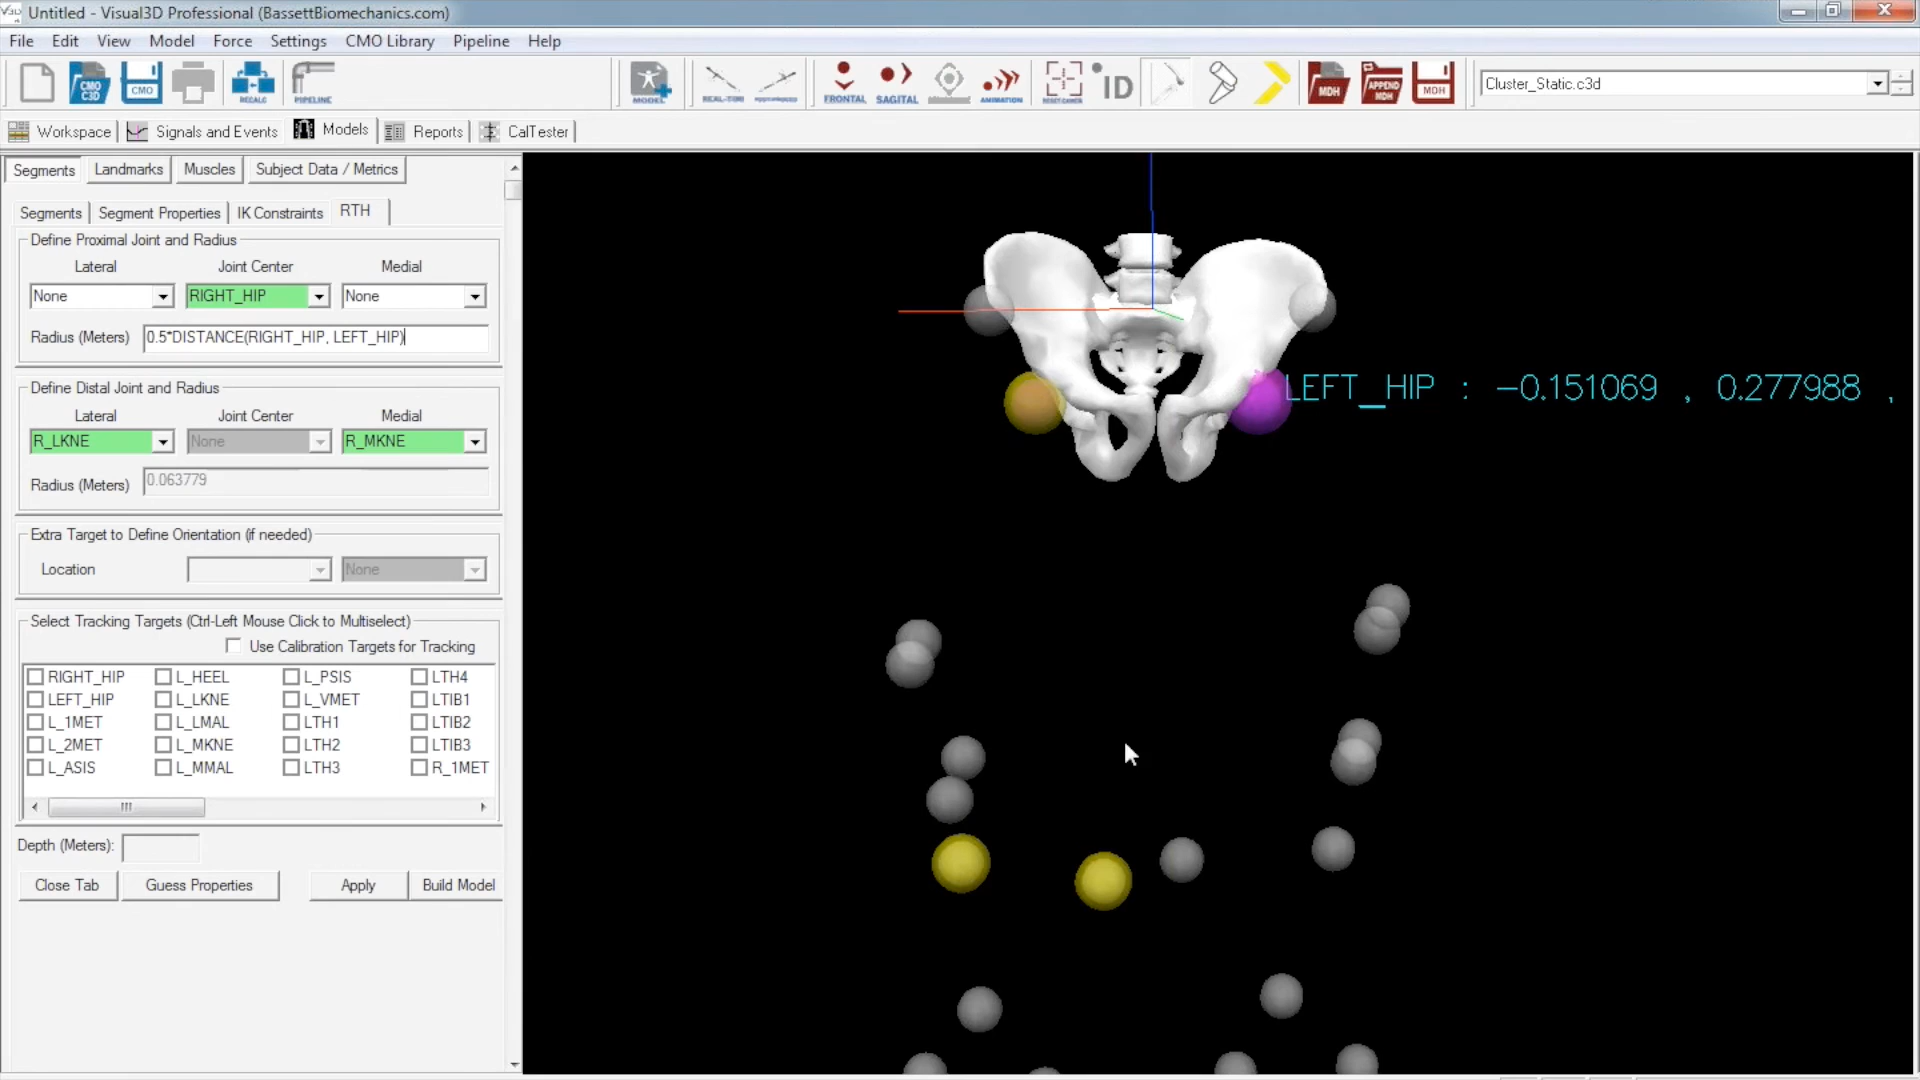 Untitled - Visual3D Professional (BassettBiomechanics.com)
File Edit View Model Force Settings CMO Library Pipeline Help
CMO C3D CMO RECALC PIPELINE MODEL FRONTAL SAGITAL ANIMATION ID MDH APPEND MDH MDH Cluster_Static.c3d
Workspace Signals and Events Models Reports CalTester
Segments Landmarks Muscles Subject Data / Metrics
Segments Segment Properties IK Constraints RTH
Define Proximal Joint and Radius
Lateral Joint Center Medial
None RIGHT_HIP None
Radius (Meters) 0.5*DISTANCE(RIGHT_HIP, LEFT_HIP)
Define Distal Joint and Radius
Lateral Joint Center Medial
R_LKNE None R_MKNE
Radius (Meters) 0.063779
Extra Target to Define Orientation (if needed)
Location None
Select Tracking Targets (Ctrl-Left Mouse Click to Multiselect)
Use Calibration Targets for Tracking
RIGHT_HIP L_HEEL L_PSIS LTH4
LEFT_HIP L_LKNE L_VMET LTIB1
L_1MET L_LMAL LTH1 LTIB2
L_2MET L_MKNE LTH2 LTIB3
L_ASIS L_MMAL LTH3 R_1MET
Depth (Meters):
Close Tab Guess Properties Apply Build Model
LEFT_HIP : -0.151069 , 0.277988 ,